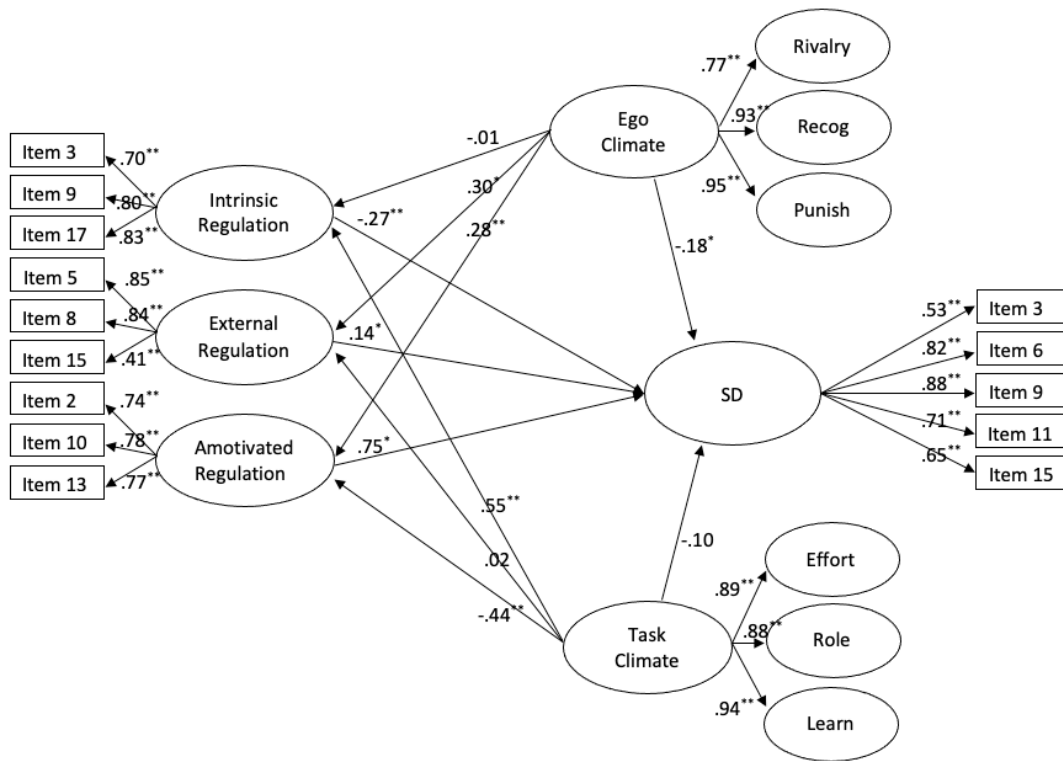 Rivalry
.77**
Ego
Climate
.93**
Recog
.95**
Punish
-.01
.30*
.28**
-.18*
Item 3
.70**
Item 9
.80**
Item 17
.83**
Intrinsic
Regulation
-.27**
Item 5
.85**
Item 8
.84**
Item 15
.41**
External
Regulation
.14*
Item 2
.74**
Item 10
.78**
Item 13
.77**
Amotivated
Regulation
.75*
SD
.53**
Item 3
.82**
Item 6
.88**
Item 9
.71**
Item 11
.65**
Item 15
.55**
.02
-.44**
-.10
Task
Climate
.89**
Effort
.88**
Role
.94**
Learn